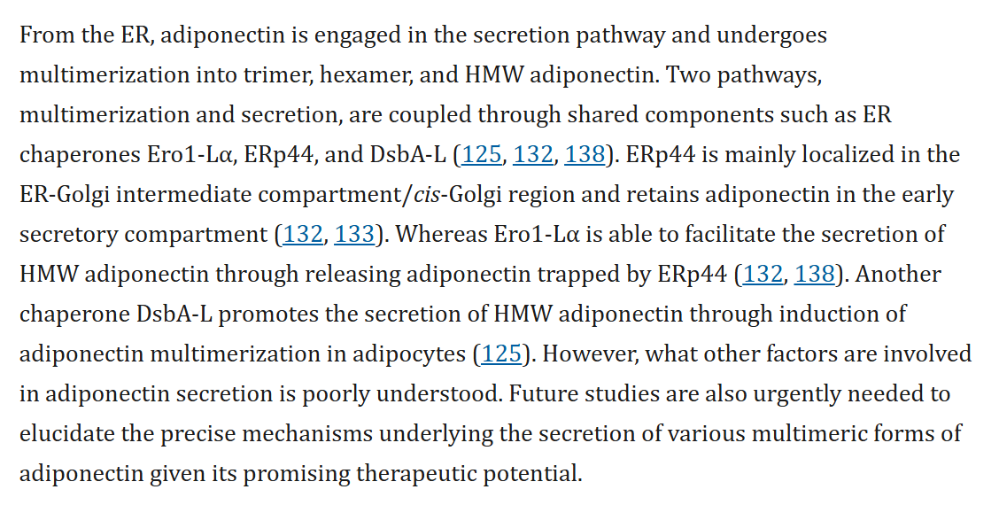 From the ER, adiponectin is engaged in the secretion pathway and undergoes
multimerization into trimer, hexamer, and HMW adiponectin. Two pathways,
multimerization and secretion, are coupled through shared components such as ER
chaperones Ero1-Lα, ERp44, and DsbA-L (125, 132, 138). ERp44 is mainly localized in the
ER-Golgi intermediate compartment/cis-Golgi region and retains adiponectin in the early
secretory compartment (132, 133). Whereas Ero1-Lα is able to facilitate the secretion of
HMW adiponectin through releasing adiponectin trapped by ERp44 (132, 138). Another
chaperone DsbA-L promotes the secretion of HMW adiponectin through induction of
adiponectin multimerization in adipocytes (125). However, what other factors are involved
in adiponectin secretion is poorly understood. Future studies are also urgently needed to
elucidate the precise mechanisms underlying the secretion of various multimeric forms of
adiponectin given its promising therapeutic potential.